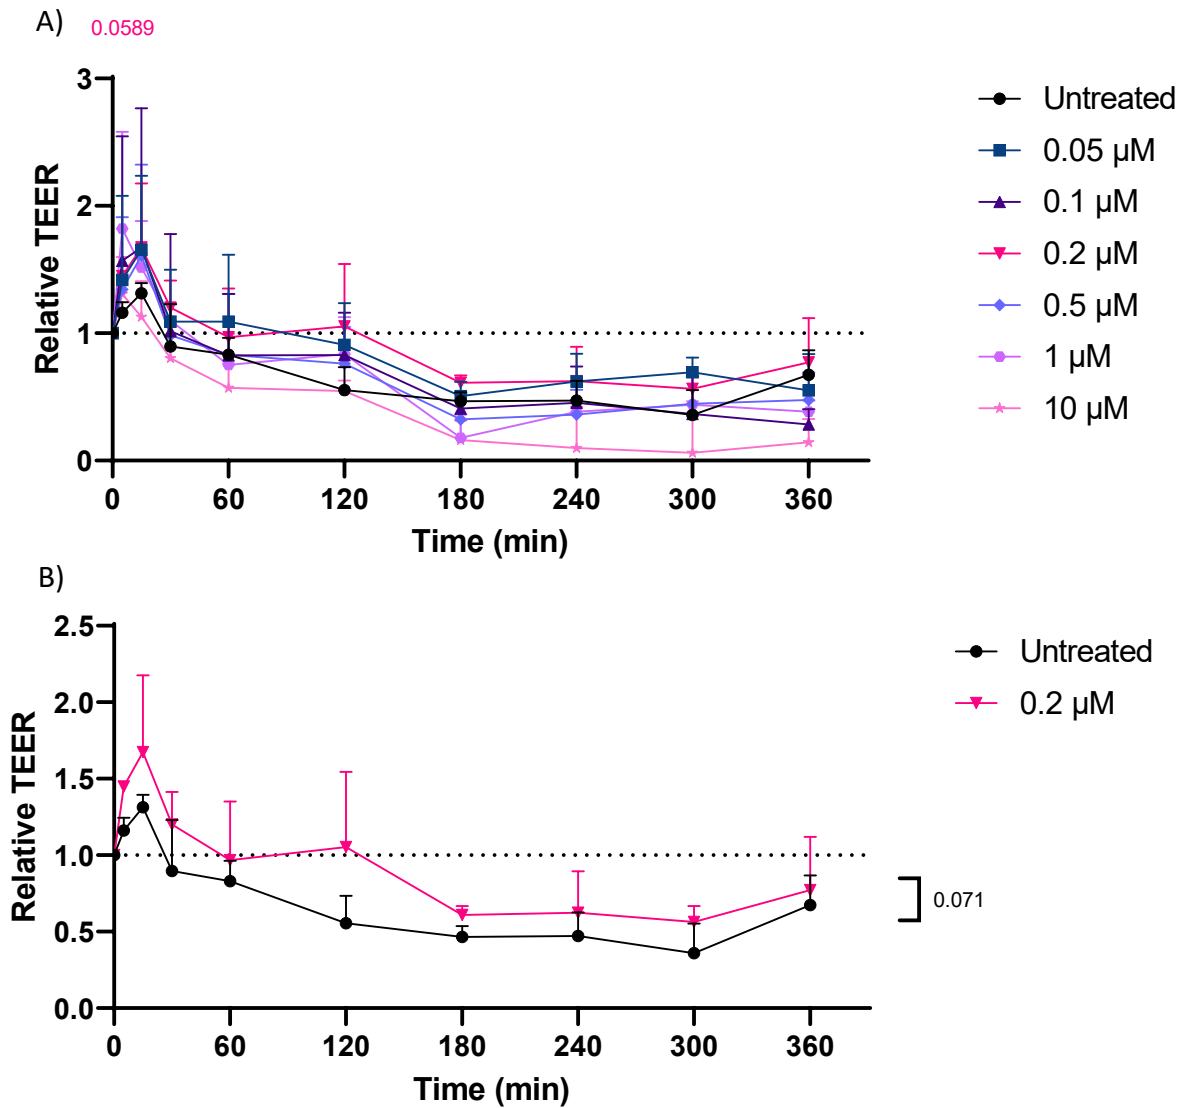 A)
0.0589
3
2
1
0
Relative TEER
0 60 120 180 240 300 360
Time (min)
Untreated
0.05 µM
0.1 µM
0.2 µM
0.5 µM
1 µM
10 µM
B)
2.5
2.0
1.5
1.0
0.5
0.0
Relative TEER
0 60 120 180 240 300 360
Time (min)
Untreated
0.2 µM
0.071